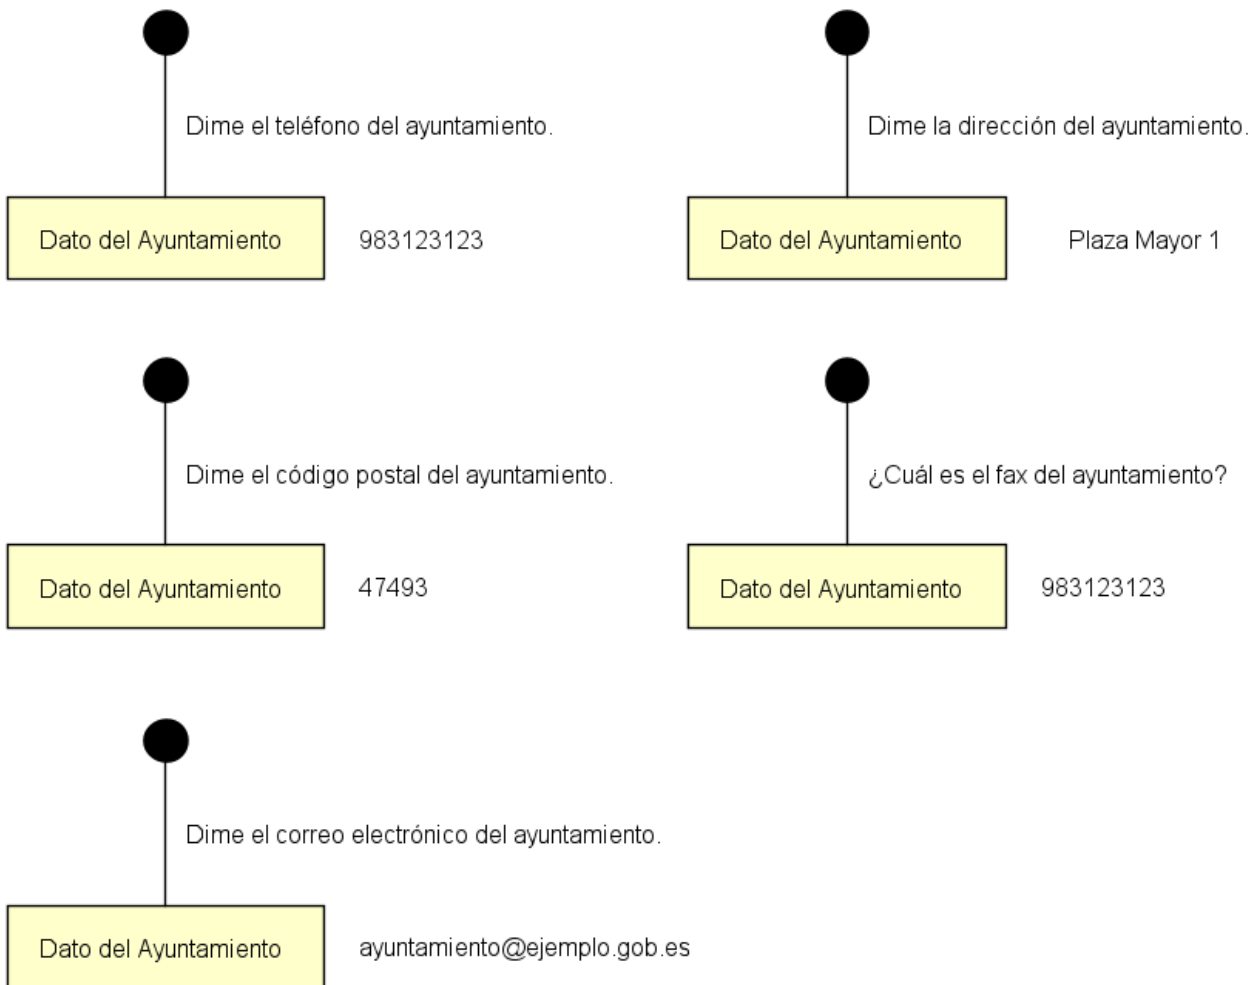 Dime el teléfono del ayuntamiento.
Dime la dirección del ayuntamiento.
Dato del Ayuntamiento
983123123
Dato del Ayuntamiento
Plaza Mayor 1
Dime el código postal del ayuntamiento.
¿Cuál es el fax del ayuntamiento?
Dato del Ayuntamiento
47493
Dato del Ayuntamiento
983123123
Dime el correo electrónico del ayuntamiento.
Dato del Ayuntamiento
ayuntamiento@ejemplo.gob.es